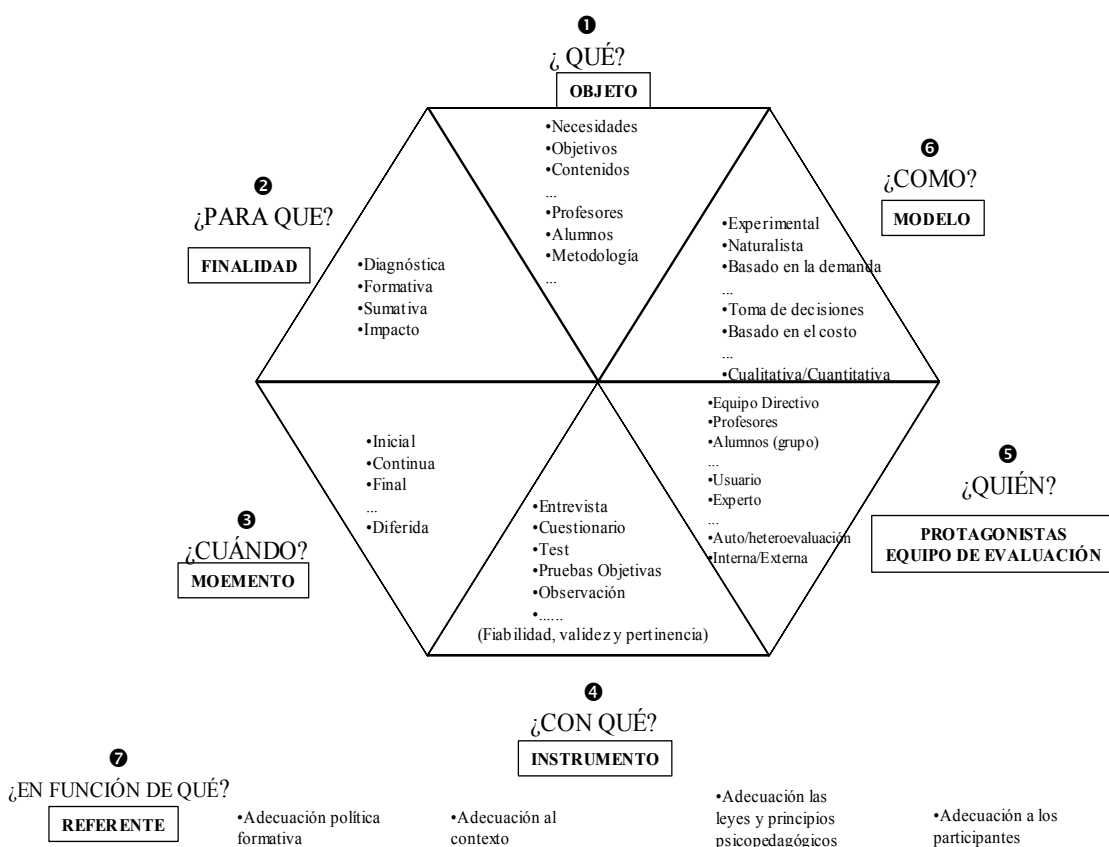 ❶
¿ QUÉ?
OBJETO
•Necesidades
•Objetivos
•Contenidos
...
•Profesores
•Alumnos
•Metodología
...
❷
¿PARA QUE?
FINALIDAD
•Diagnóstica
•Formativa
•Sumativa
•Impacto
❻
¿COMO?
MODELO
•Experimental
•Naturalista
•Basado en la demanda
...
•Toma de decisiones
•Basado en el costo
...
•Cualitativa/Cuantitativa
❸
¿CUÁNDO?
MOEMENTO
•Inicial
•Continua
•Final
...
•Diferida
•Entrevista
•Cuestionario
•Test
•Pruebas Objetivas
•Observación
•......
(Fiabilidad, validez y pertinencia)
•Equipo Directivo
•Profesores
•Alumnos (grupo)
...
•Usuario
•Experto
...
•Auto/heteroevaluación
•Interna/Externa
❺
¿QUIÉN?
PROTAGONISTAS
EQUIPO DE EVALUACIÓN
❹
¿CON QUÉ?
INSTRUMENTO
❼
¿EN FUNCIÓN DE QUÉ?
REFERENTE
•Adecuación política
formativa
•Adecuación al
contexto
•Adecuación las
leyes y principios
psicopedagógicos
•Adecuación a los
participantes